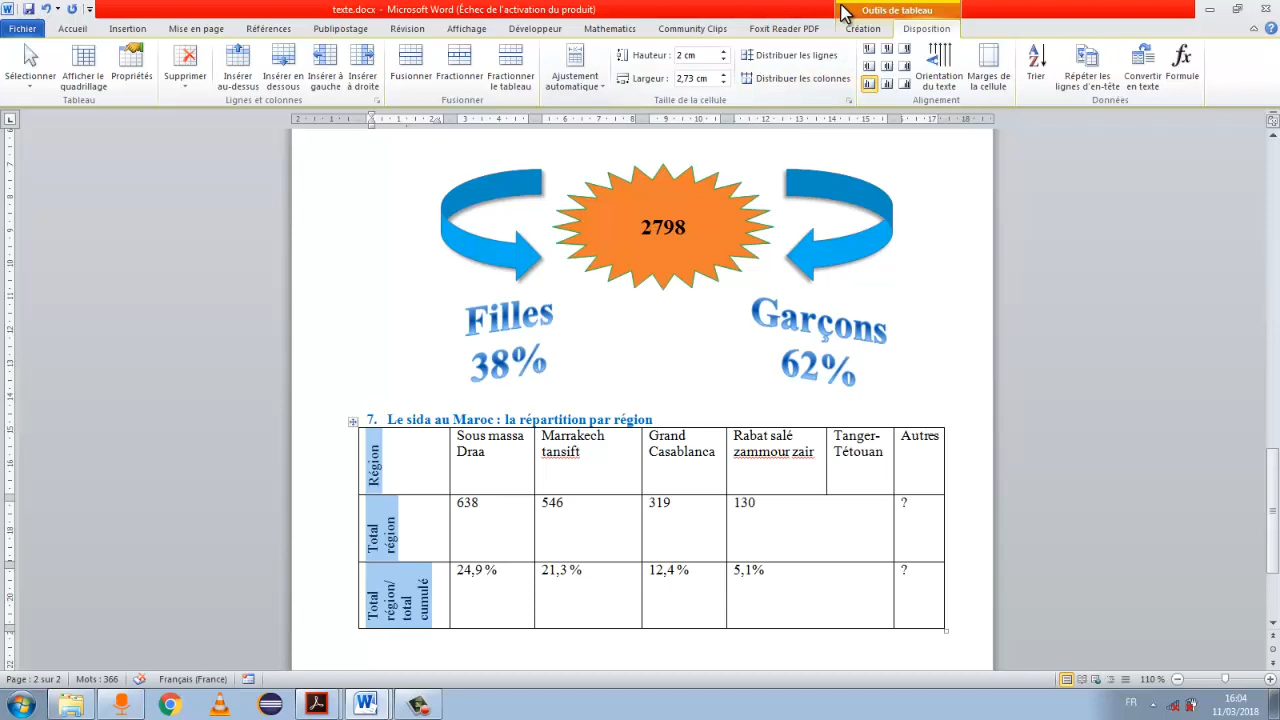 texte.docx - Microsoft Word (Échec de l'activation du produit)
Outils de tableau
Fichier Accueil Insertion Mise en page Références Publipostage Révision Affichage Développeur Mathematics Community Clips Foxit Reader PDF Création Disposition
Sélectionner
Afficher le quadrillage
Propriétés
Supprimer
Insérer au-dessus
Insérer en dessous
Insérer à gauche
Insérer à droite
Fusionner
Fractionner
Fractionner le tableau
Ajustement automatique
Hauteur : 2 cm
Largeur : 2,73 cm
Distribuer les lignes
Distribuer les colonnes
Orientation du texte
Marges de la cellule
Trier
Répéter les lignes d'en-tête
Convertir en texte
Formule
Tableau Lignes et colonnes Fusionner Taille de la cellule Alignement Données
2798
Filles
38%
Garçons
62%
7. Le sida au Maroc : la répartition par région
Région
Sous massa Draa
Marrakech tansift
Grand Casablanca
Rabat salé zammour zair
Tanger-Tétouan
Autres
Total région
638 546 319 130 ?
Total région/ total cumulé
24,9 % 21,3 % 12,4 % 5,1% ?
Page : 2 sur 2 Mots : 366 Français (France) 110 %
FR
16:04
11/03/2018